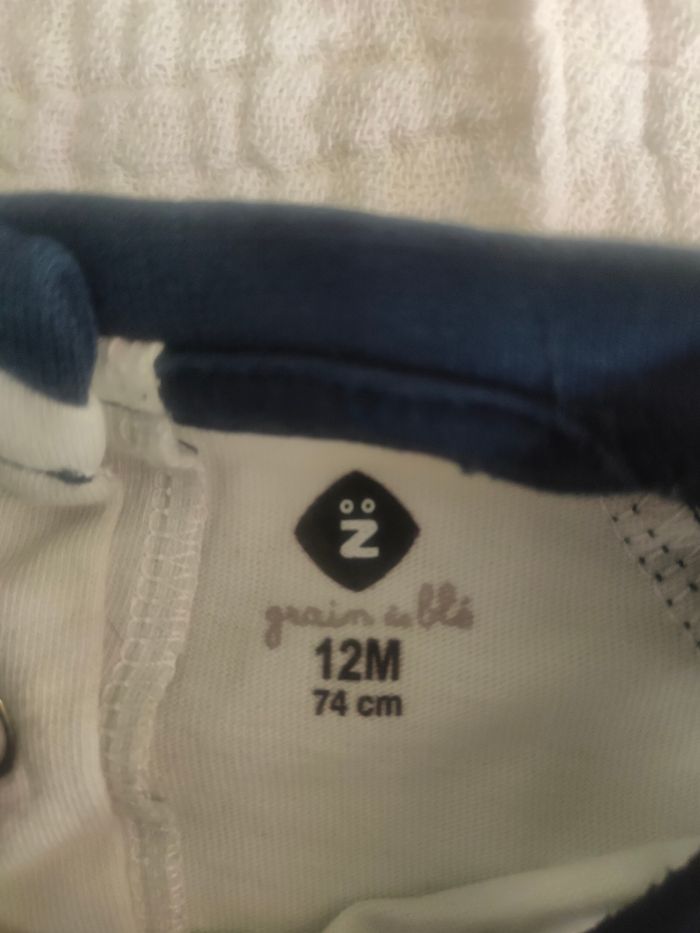 z̈
grain de blé
12M
74 cm